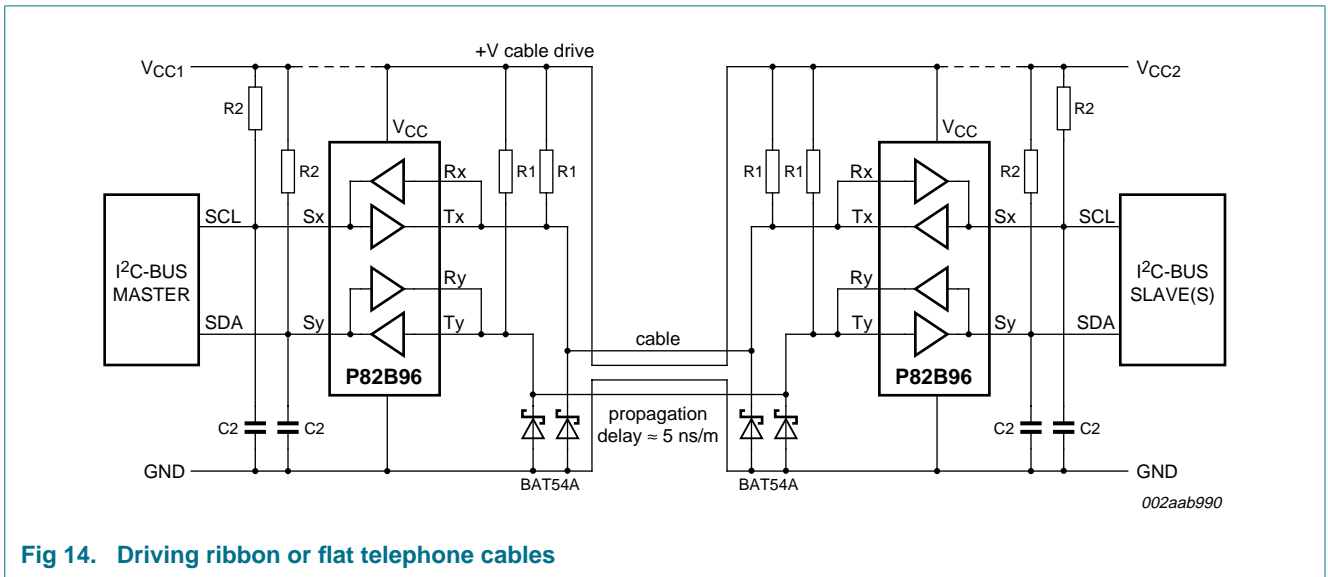 +V cable drive
VCC1
VCC2
R2
R2
VCC
R1
R1
R1
R1
VCC
R2
R2
I2C-BUS
MASTER
SCL
Sx
Rx
Tx
Rx
Tx
Sx
SCL
I2C-BUS
SLAVE(S)
SDA
Sy
Ry
Ty
Ry
Ty
Sy
SDA
P82B96
cable
P82B96
C2
C2
propagation
delay ≈ 5 ns/m
C2
C2
GND
BAT54A
BAT54A
GND
002aab990
Fig 14. Driving ribbon or flat telephone cables